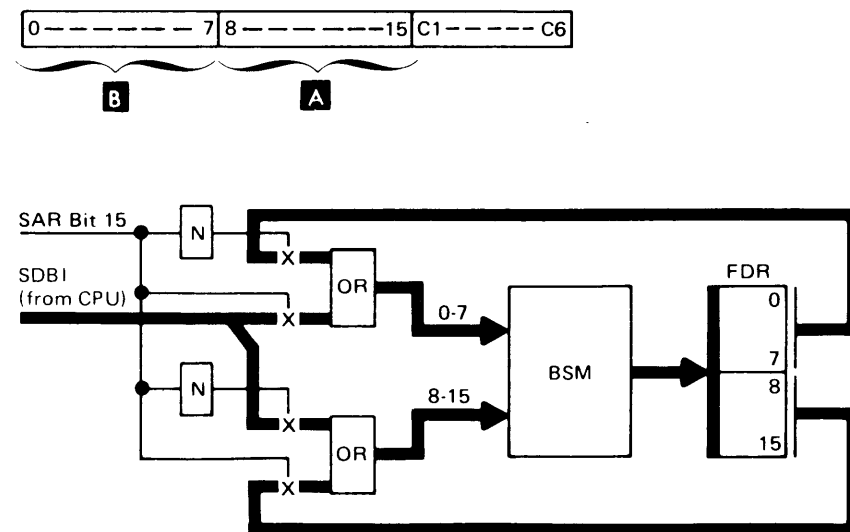 0 7 8 15 C1 C6
B A
SAR Bit 15
N
X
SDBI
(from CPU)
OR
X
0-7
FDR
0
7
8
15
BSM
N
8-15
X
OR
X